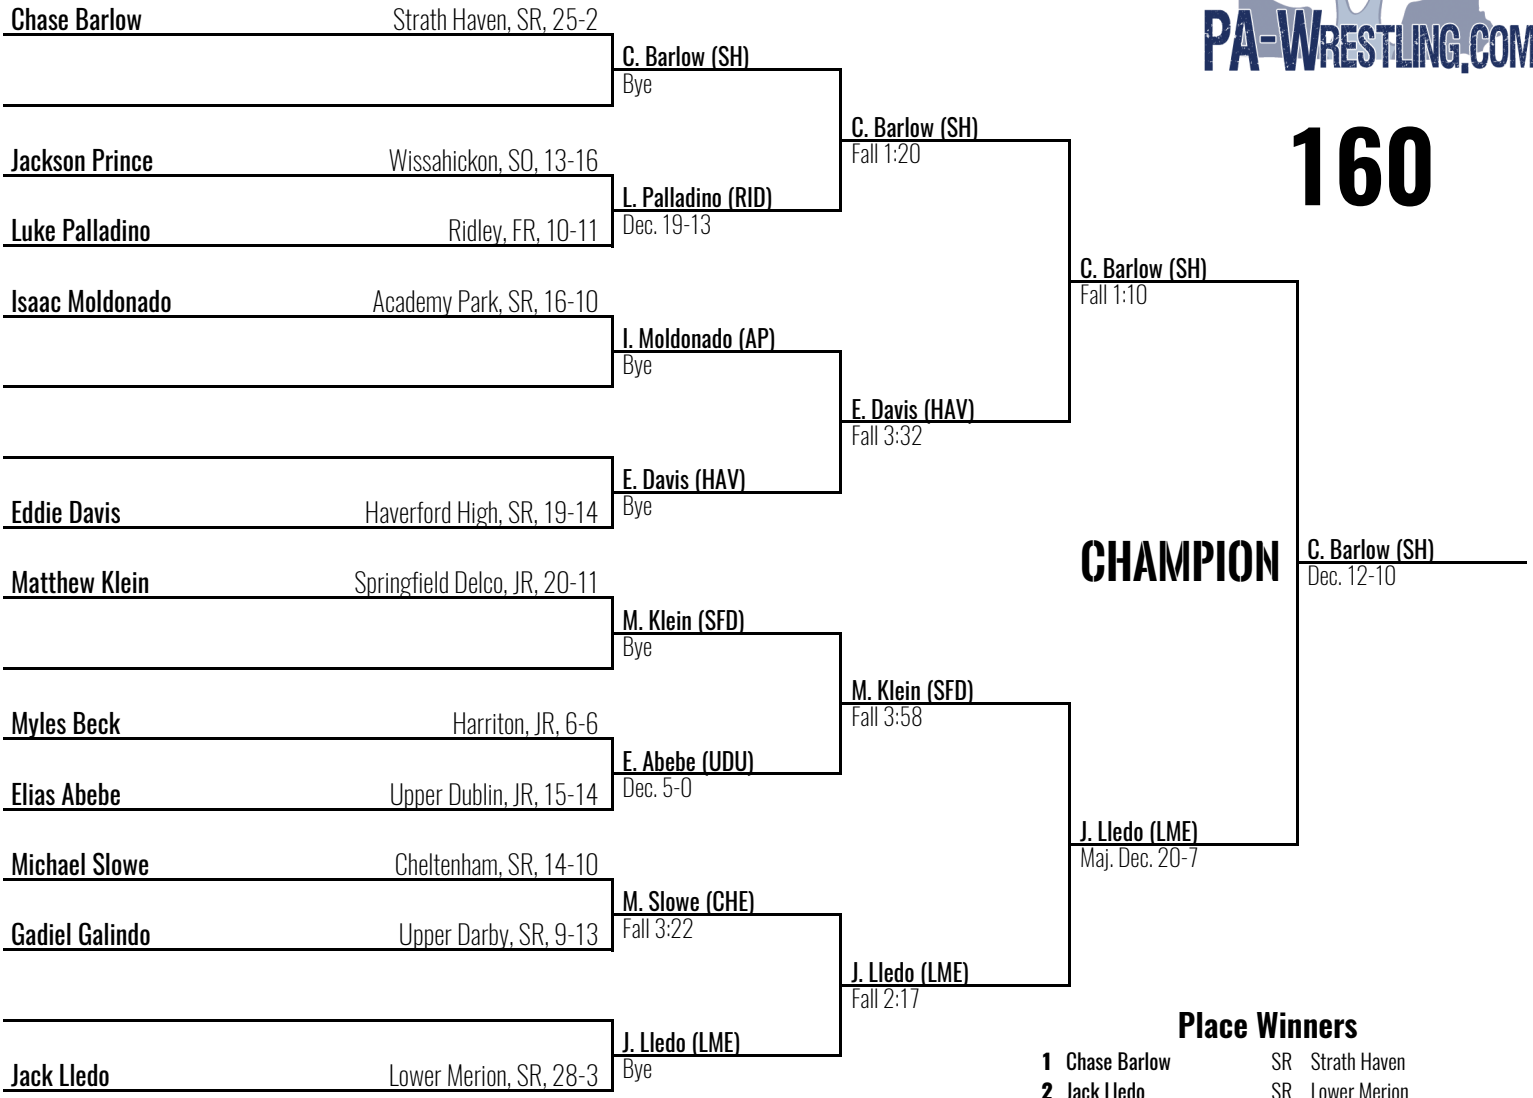 Chase Barlow Strath Haven, SR, 25-2
C. Barlow (SH)
Bye
PA-WRESTLING.COM
160
C. Barlow (SH)
Fall 1:20
Jackson Prince Wissahickon, SO, 13-16
L. Palladino (RID)
Dec. 19-13
Luke Palladino Ridley, FR, 10-11
C. Barlow (SH)
Fall 1:10
Isaac Moldonado Academy Park, SR, 16-10
I. Moldonado (AP)
Bye
E. Davis (HAV)
Fall 3:32
E. Davis (HAV)
Bye
Eddie Davis Haverford High, SR, 19-14
CHAMPION
C. Barlow (SH)
Dec. 12-10
Matthew Klein Springfield Delco, JR, 20-11
M. Klein (SFD)
Bye
M. Klein (SFD)
Fall 3:58
Myles Beck Harriton, JR, 6-6
E. Abebe (UDU)
Dec. 5-0
Elias Abebe Upper Dublin, JR, 15-14
J. Lledo (LME)
Maj. Dec. 20-7
Michael Slowe Cheltenham, SR, 14-10
M. Slowe (CHE)
Fall 3:22
Gadiel Galindo Upper Darby, SR, 9-13
J. Lledo (LME)
Fall 2:17
J. Lledo (LME)
Bye
Jack Lledo Lower Merion, SR, 28-3
Place Winners
1 Chase Barlow SR Strath Haven
2 Jack Lledo SR Lower Merion